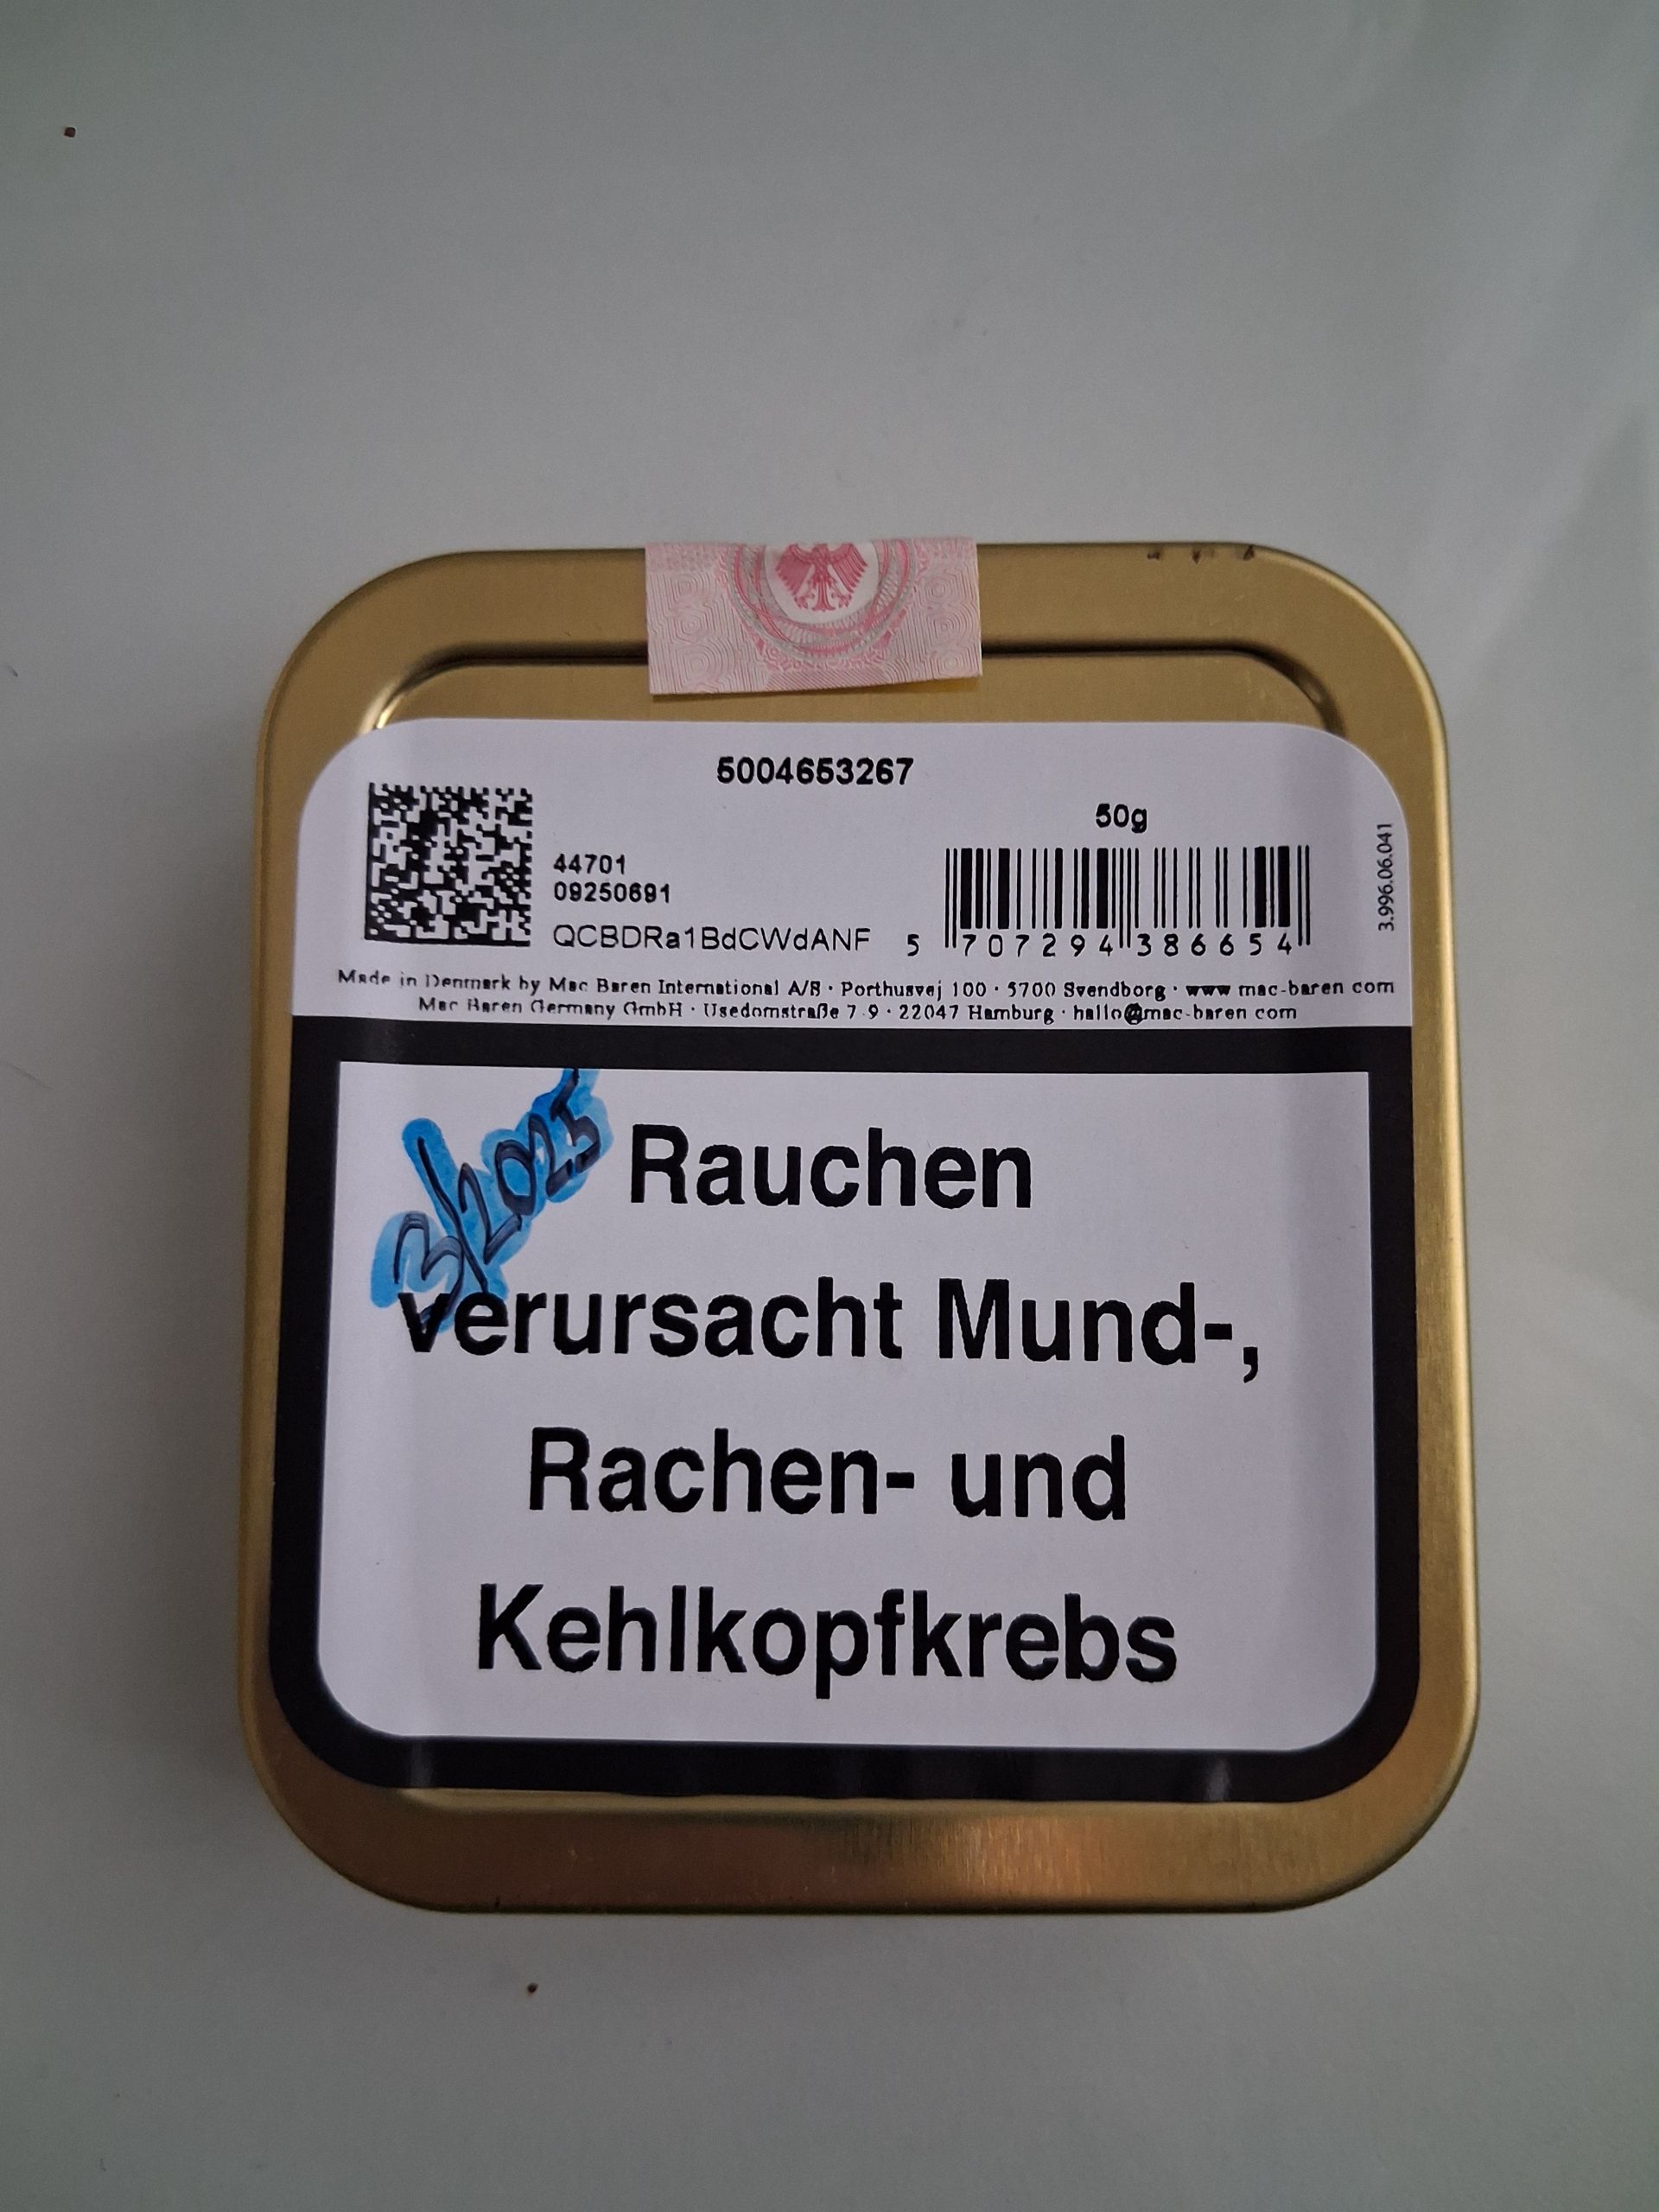 5004653267
50g
44701
09250691
QCBDRa1BdCWdANF
5 707294 386654
3.996.06.041
Made in Denmark by Mac Baren International A/S · Porthusvej 100 · 5700 Svendborg · www mac-baren com
Mac Baren Germany GmbH · Usedomstraße 7-9 · 22047 Hamburg · hallo@mac-baren com
3/2025
Rauchen
verursacht Mund-,
Rachen- und
Kehlkopfkrebs